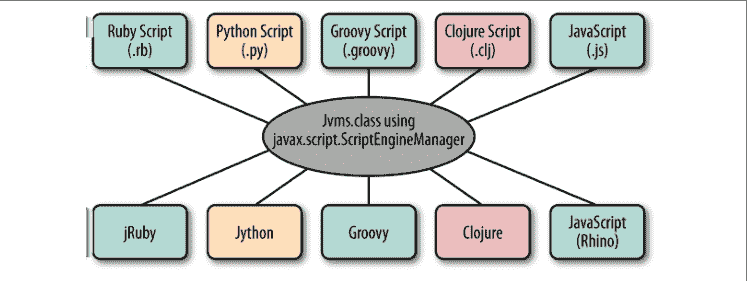 Ruby Script
(.rb)
Python Script
(.py)
Groovy Script
(.groovy)
Clojure Script
(.clj)
JavaScript
(.js)
Jvms.class using
javax.script.ScriptEngineManager
jRuby
Jython
Groovy
Clojure
JavaScript
(Rhino)